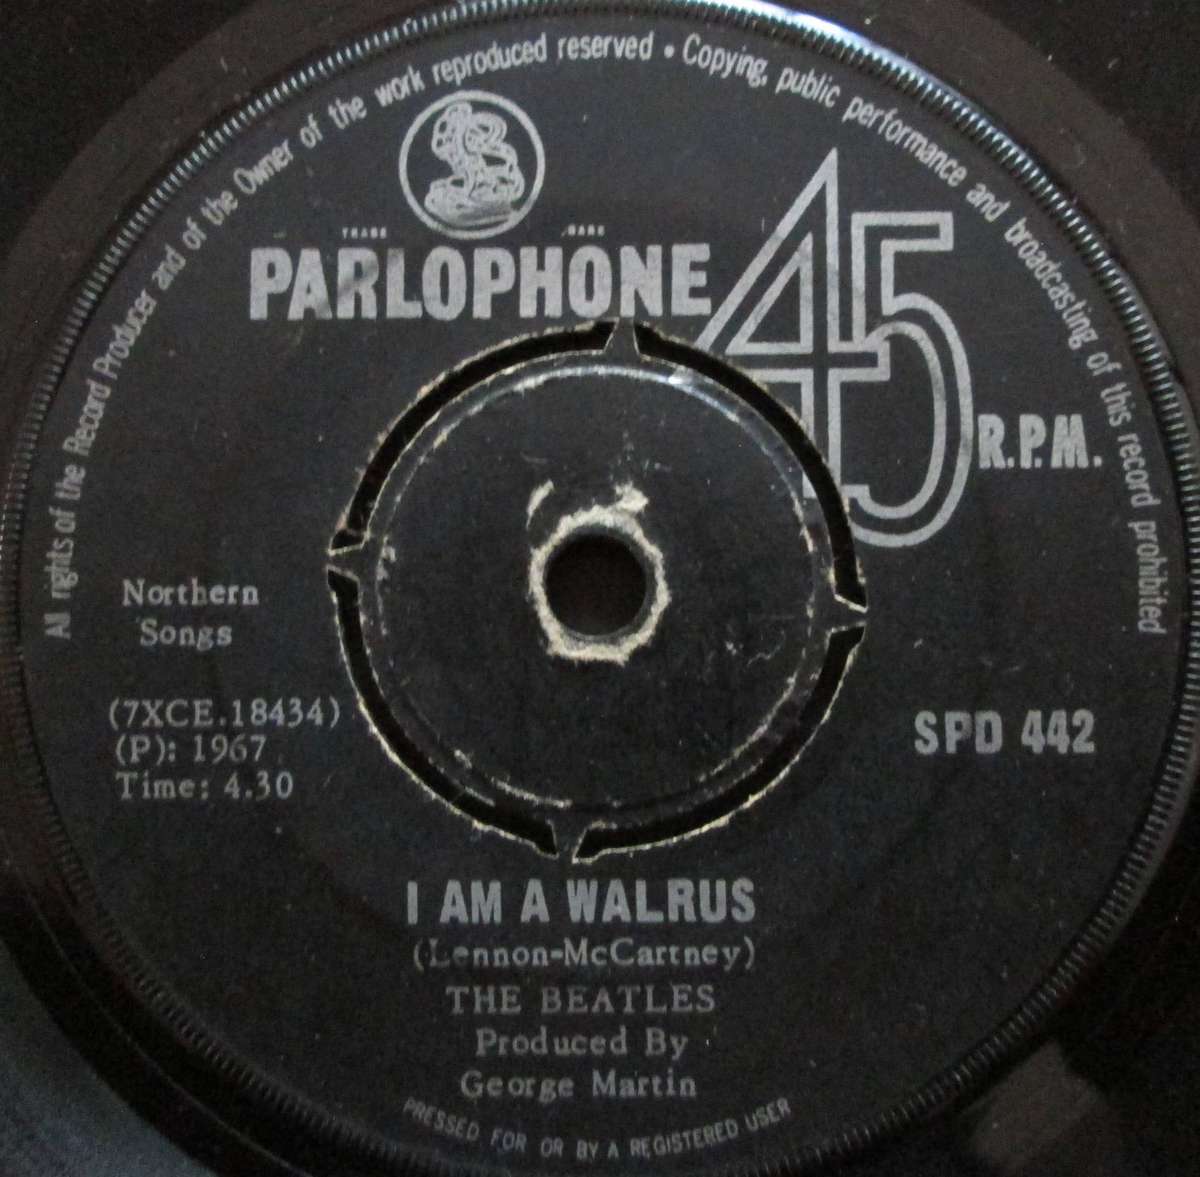 All rights of the Record Producer and of the Owner of the work reproduced reserved • Copying, public performance and broadcasting of this record prohibited
TRADE MARK
PARLOPHONE
45
R.P.M.
Northern
Songs
(7XCE.18434)
(P): 1967
Time: 4.30
SPD 442
I AM A WALRUS
(Lennon-McCartney)
THE BEATLES
Produced By
George Martin
PRESSED FOR OR BY A REGISTERED USER